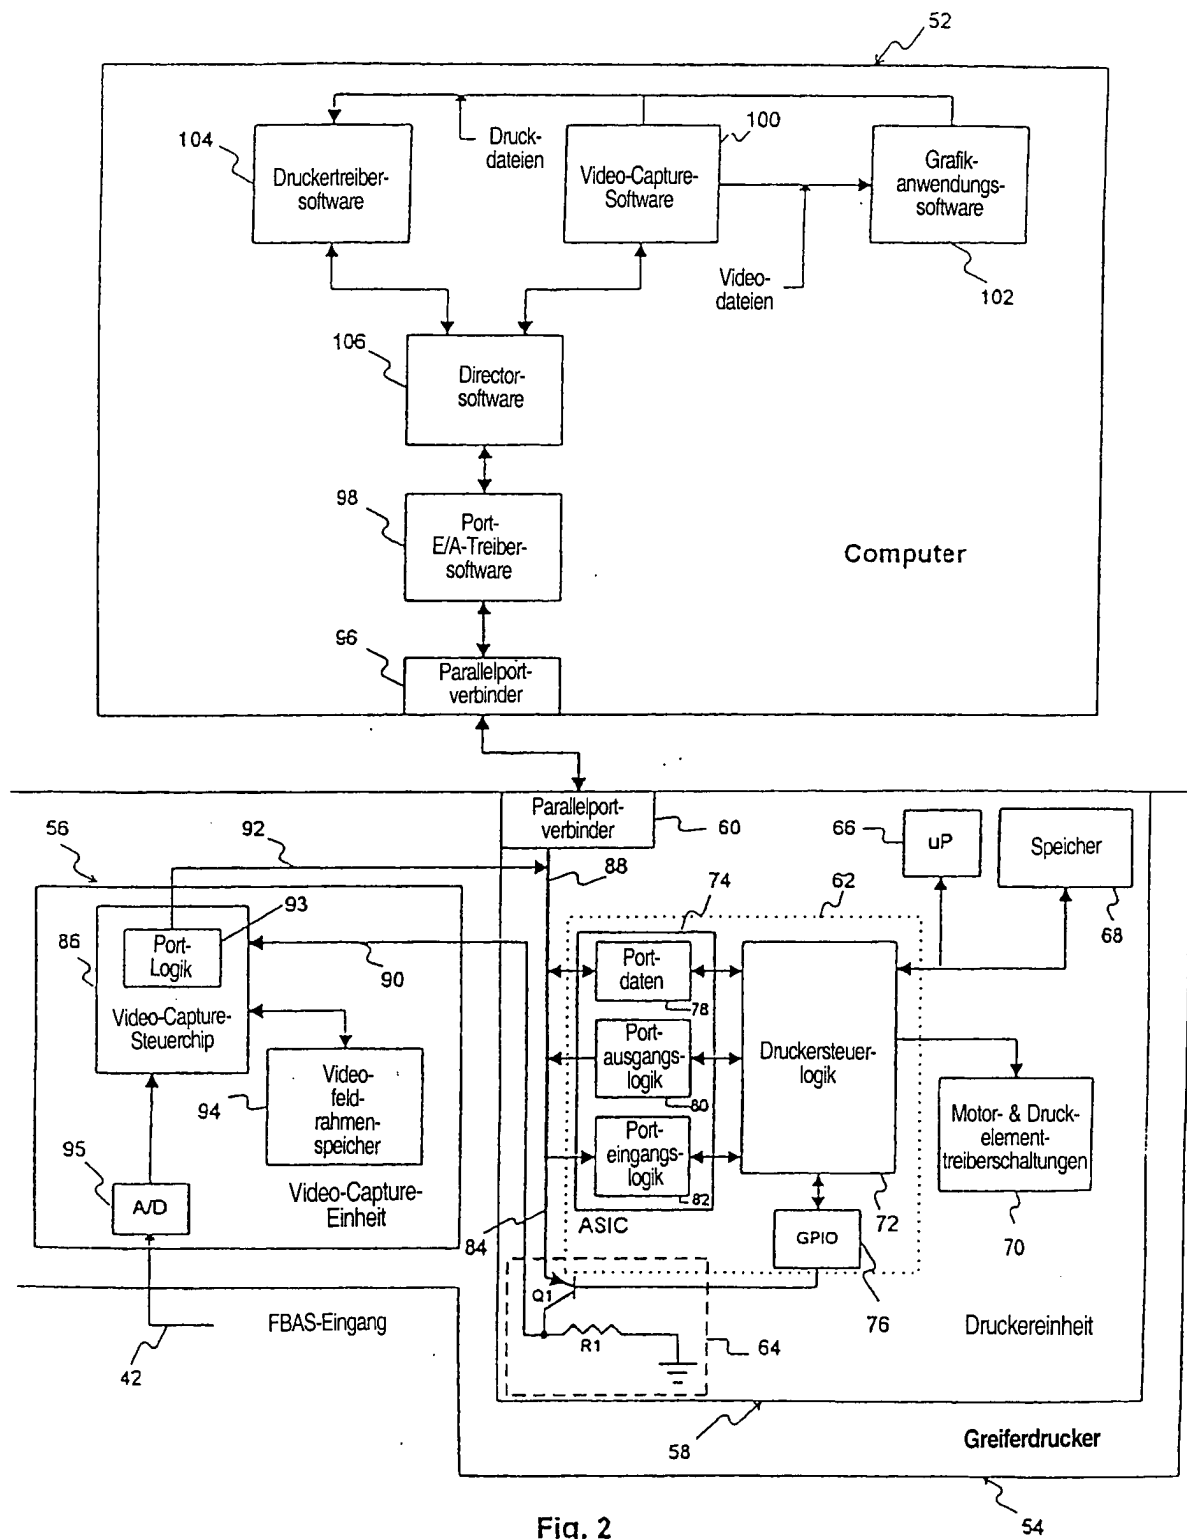 52
104
Druckertreiber-
software
Druck-
dateien
100
Video-Capture-
Software
Grafik-
anwendungs-
software
102
Video-
dateien
106
Director-
software
98
Port-
E/A-Treiber-
software
Computer
96
Parallelport-
verbinder
Parallelport-
verbinder
60
88
56
92
66
uP
Speicher
68
86
93
Port-
Logik
Video-Capture-
Steuerchip
90
74
62
Port-
daten
78
Port-
ausgangs-
logik
80
Port-
eingangs-
logik
82
ASIC
Druckersteuer-
logik
72
94
Video-
feld-
rahmen-
speicher
95
A/D
Video-Capture-
Einheit
Motor- & Druck-
element-
treiberschaltungen
70
84
GPIO
76
Q1
R1
64
FBAS-Eingang
42
Druckereinheit
58
Greiferdrucker
54
Fig. 2